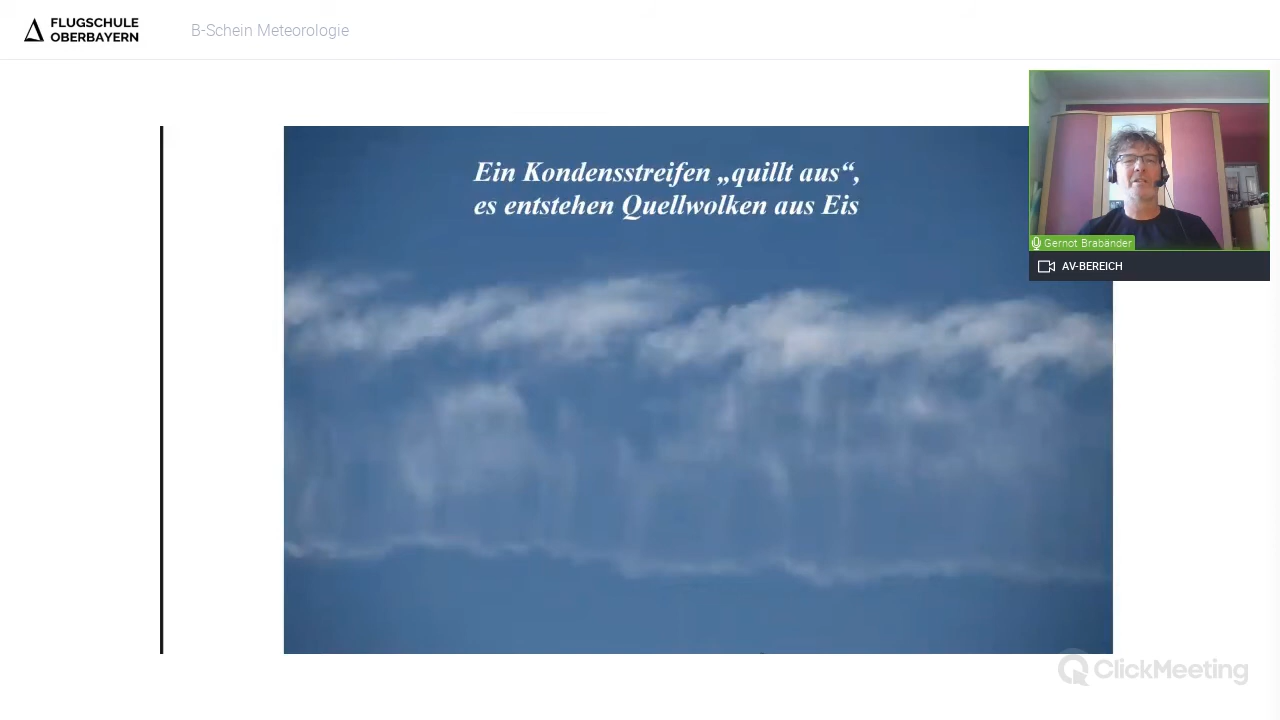 FLUGSCHULE
OBERBAYERN
B-Schein Meteorologie
Ein Kondensstreifen „quillt aus“,
es entstehen Quellwolken aus Eis
Gernot Brabänder
AV-BEREICH
ClickMeeting